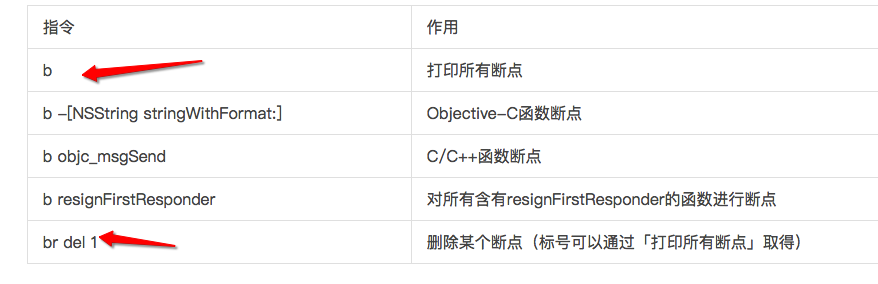 指令 作用
b 打印所有断点
b -[NSString stringWithFormat:] Objective-C函数断点
b objc_msgSend C/C++函数断点
b resignFirstResponder 对所有含有resignFirstResponder的函数进行断点
br del 1 删除某个断点（标号可以通过「打印所有断点」取得）